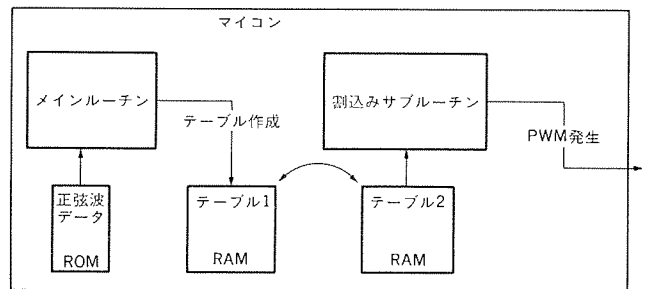 マイコン
メインルーチン
割込みサブルーチン
テーブル作成
PWM発生
正弦波
データ
ROM
テーブル1
RAM
テーブル2
RAM